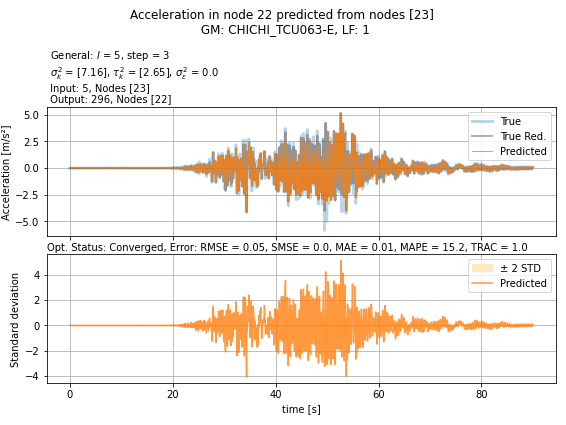 Acceleration in node 22 predicted from nodes [23]
GM: CHICHI_TCU063-E, LF: 1
General: l = 5, step = 3
σ²ₖ = [7.16], τ²ₖ = [2.65], σ²ε = 0.0
Input: 5, Nodes [23]
Output: 296, Nodes [22]
Acceleration [m/s²]
5.0
2.5
0.0
−2.5
−5.0
True
True Red.
Predicted
Opt. Status: Converged, Error: RMSE = 0.05, SMSE = 0.0, MAE = 0.01, MAPE = 15.2, TRAC = 1.0
Standard deviation
4
2
0
−2
−4
± 2 STD
Predicted
0 20 40 60 80
time [s]